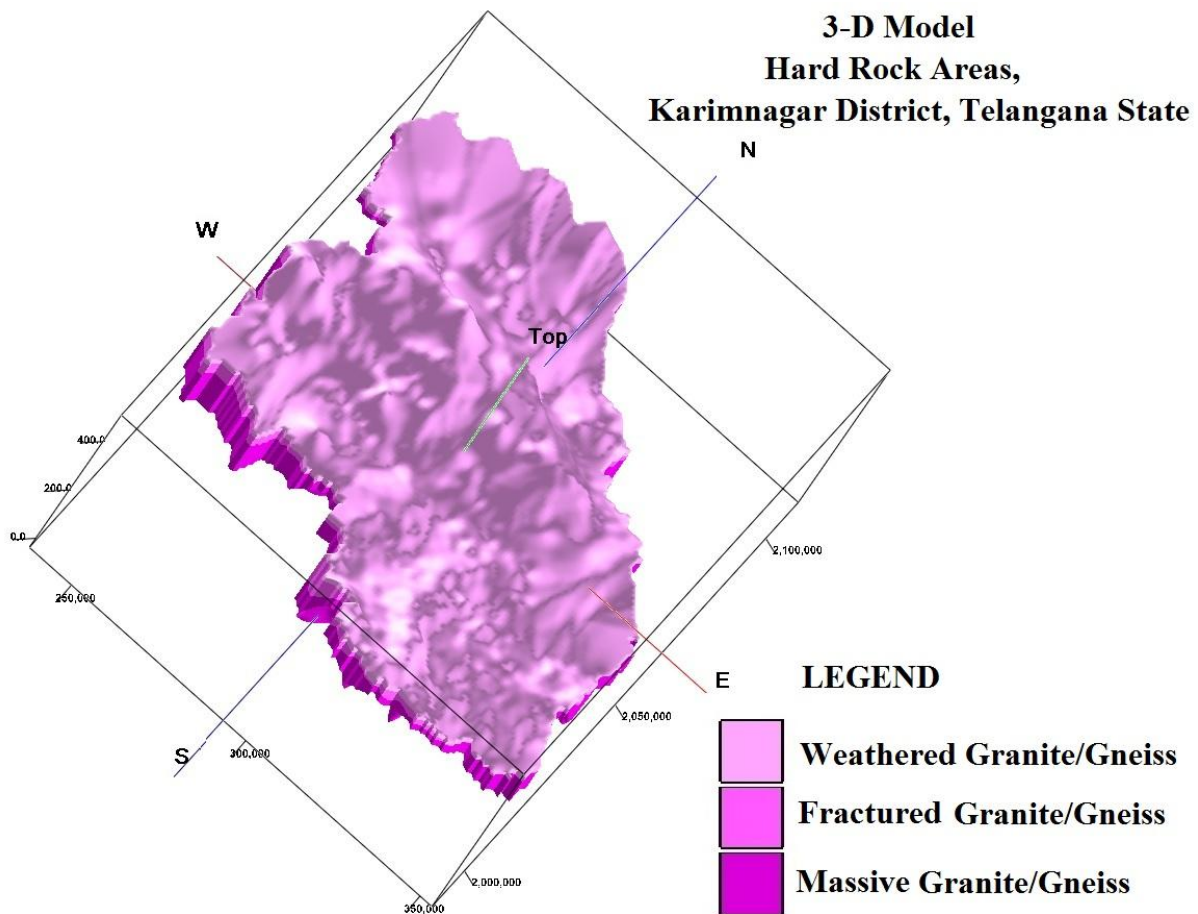 3-D Model
Hard Rock Areas,
Karimnagar District, Telangana State
N
W
Top
400.0
200.0
0.0
2,100,000
250,000
E
LEGEND
2,050,000
S
300,000
Weathered Granite/Gneiss
Fractured Granite/Gneiss
Massive Granite/Gneiss
2,000,000
350,000